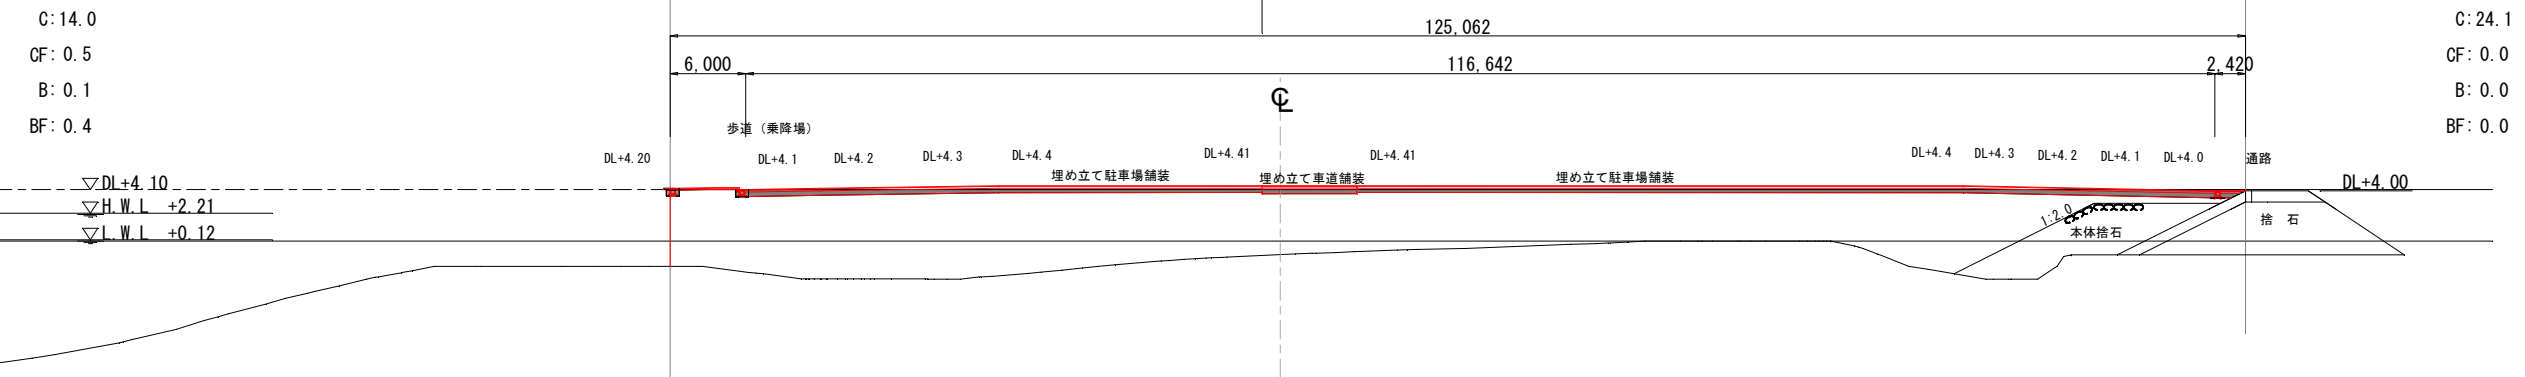 C:14.0
CF: 0.5
B: 0.1
BF: 0.4
125,062
6,000
116,642
2,420
C:24.1
CF: 0.0
B: 0.0
BF: 0.0
℄
歩道（乗降場）
DL+4.20
DL+4.1
DL+4.2
DL+4.3
DL+4.4
DL+4.41
DL+4.41
DL+4.4
DL+4.3
DL+4.2
DL+4.1
DL+4.0
通路
埋め立て駐車場舗装
埋め立て車道舗装
埋め立て駐車場舗装
DL+4.10
DL+4.00
H.W.L +2.21
L.W.L +0.12
1:2.0
本体捨石
捨 石